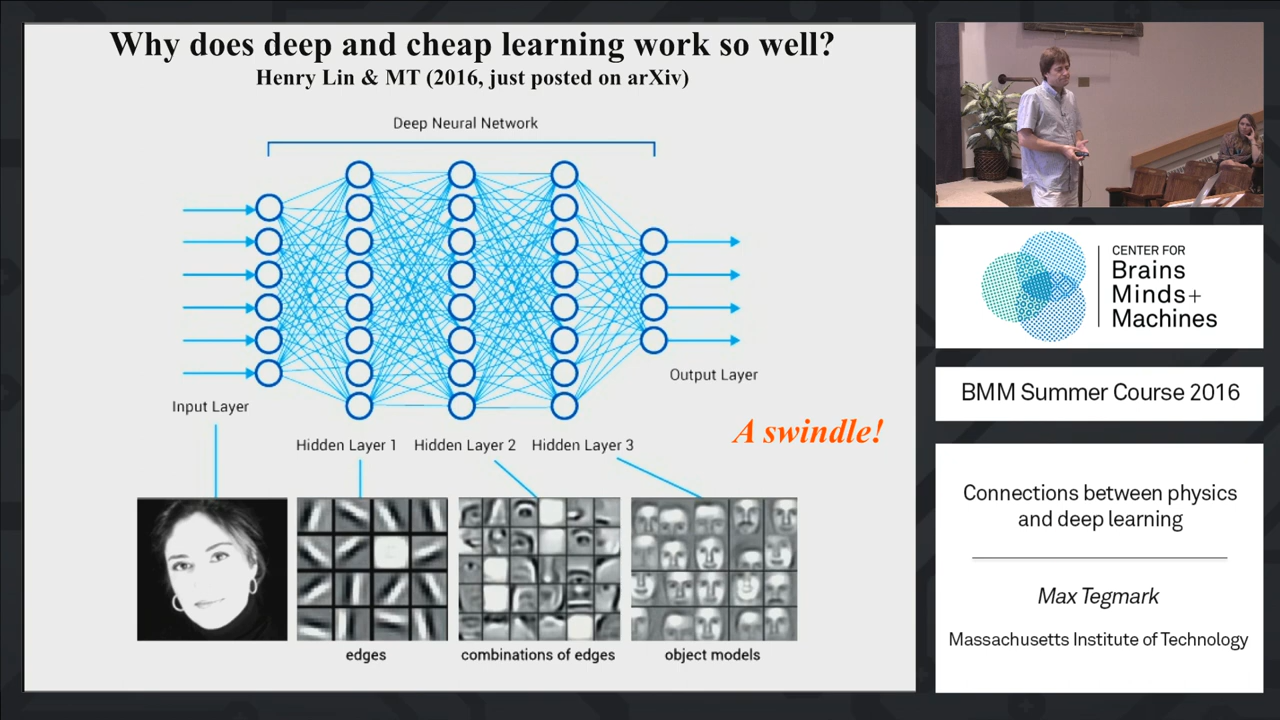 Why does deep and cheap learning work so well?
Henry Lin & MT (2016, just posted on arXiv)
Deep Neural Network
Output Layer
Input Layer
A swindle!
Hidden Layer 1
Hidden Layer 2
Hidden Layer 3
edges
combinations of edges
object models
CENTER FOR
Brains
Minds+
Machines
BMM Summer Course 2016
Connections between physics
and deep learning
Max Tegmark
Massachusetts Institute of Technology